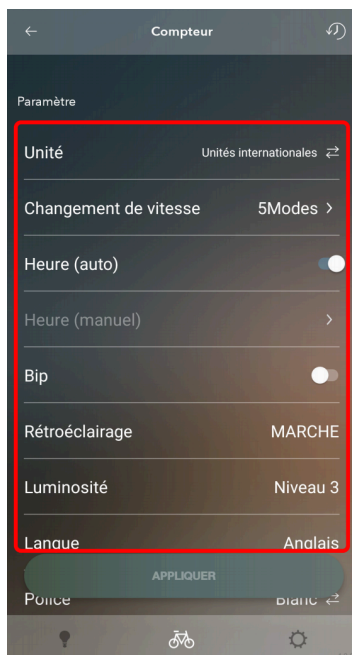 Compteur
Paramètre
Unité Unités internationales
Changement de vitesse 5Modes
Heure (auto)
Heure (manuel)
Bip
Rétroéclairage MARCHE
Luminosité Niveau 3
Langue Anglais
APPLIQUER
Police Blanc